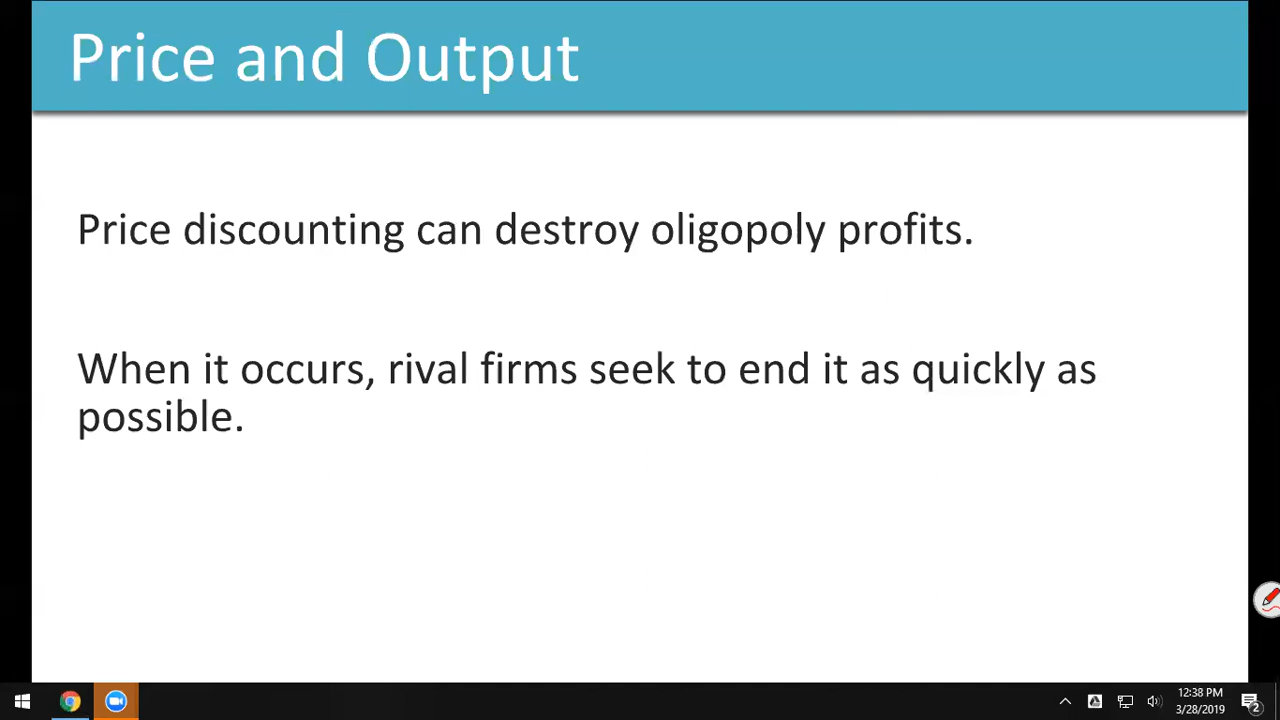 Price and Output
Price discounting can destroy oligopoly profits.
When it occurs, rival firms seek to end it as quickly as
possible.
12:38 PM
3/28/2019
2